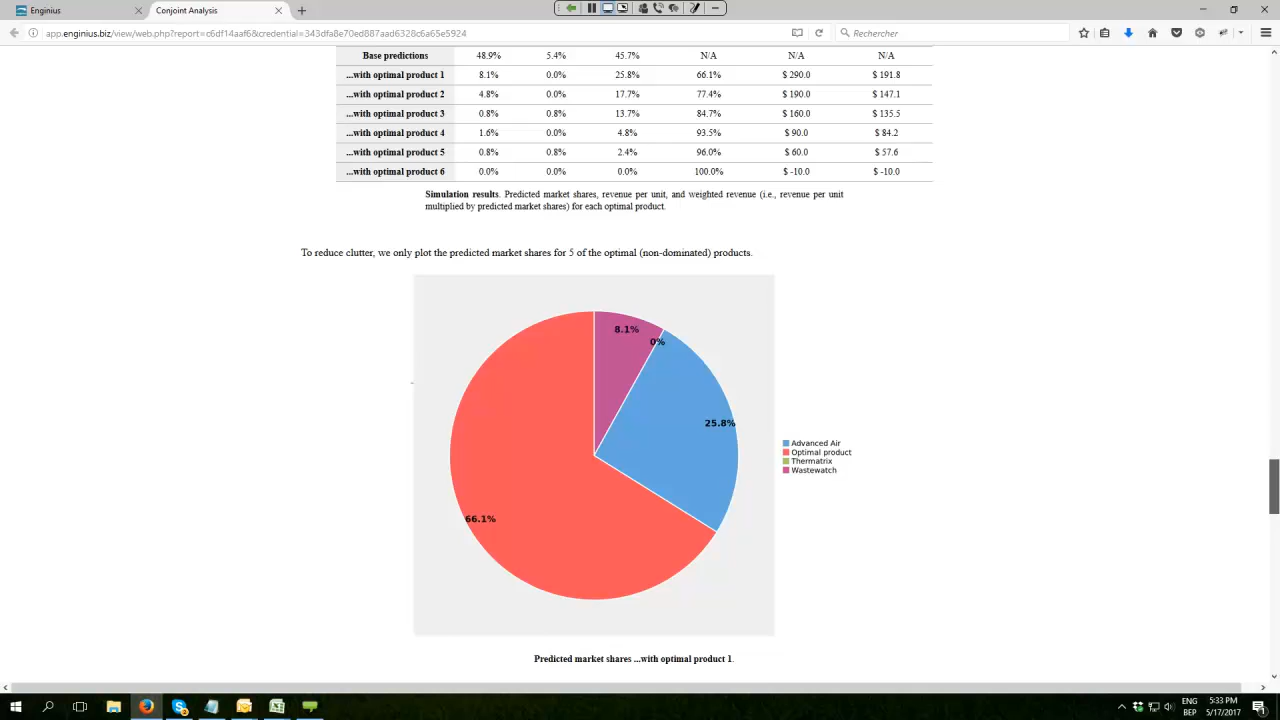 Enginius
Conjoint Analysis
app.enginius.biz/view/web.php?report=c6df14aaf6&credential=343dfa8e70ed887aad6328c6a65e5924
Rechercher
Base predictions 48.9% 5.4% 45.7% N/A N/A N/A
...with optimal product 1 8.1% 0.0% 25.8% 66.1% $ 290.0 $ 191.8
...with optimal product 2 4.8% 0.0% 17.7% 77.4% $ 190.0 $ 147.1
...with optimal product 3 0.8% 0.8% 13.7% 84.7% $ 160.0 $ 135.5
...with optimal product 4 1.6% 0.0% 4.8% 93.5% $ 90.0 $ 84.2
...with optimal product 5 0.8% 0.8% 2.4% 96.0% $ 60.0 $ 57.6
...with optimal product 6 0.0% 0.0% 0.0% 100.0% $ -10.0 $ -10.0
Simulation results. Predicted market shares, revenue per unit, and weighted revenue (i.e., revenue per unit
multiplied by predicted market shares) for each optimal product.
To reduce clutter, we only plot the predicted market shares for 5 of the optimal (non-dominated) products.
8.1%
0%
25.8%
66.1%
Advanced Air
Optimal product
Thermatrix
Wastewatch
Predicted market shares ...with optimal product 1.
ENG 5:33 PM
BEP 5/17/2017